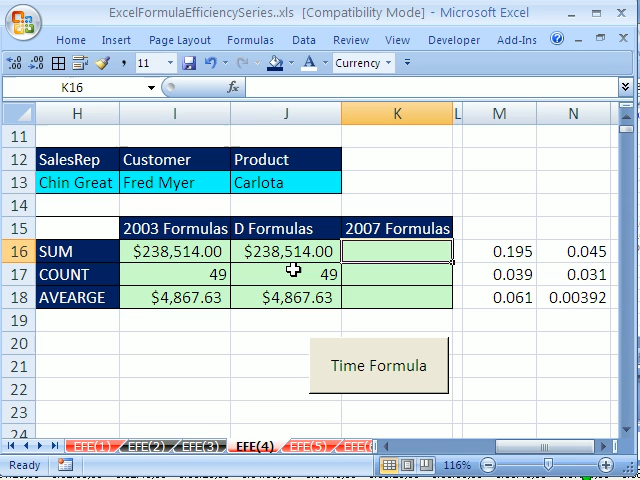 ExcelFormulaEfficiencySeries..xls [Compatibility Mode] - Microsoft Excel
Home Insert Page Layout Formulas Data Review Developer View Add-Ins
, 11 Currency
K16 fx
H I J K L M N
11
12 SalesRep Customer Product
13 Chin Great Fred Myer Carlota
14
15 2003 Formulas D Formulas 2007 Formulas
16 SUM $238,514.00 $238,514.00 0.195 0.045
17 COUNT 49 49 0.039 0.031
18 AVEARGE $4,867.63 $4,867.63 0.061 0.00392
19
20
21 Time Formula
22
23
24
EFE(1) EFE(2) EFE(3) EFE(4) EFE(5) EFE(
Ready 116%